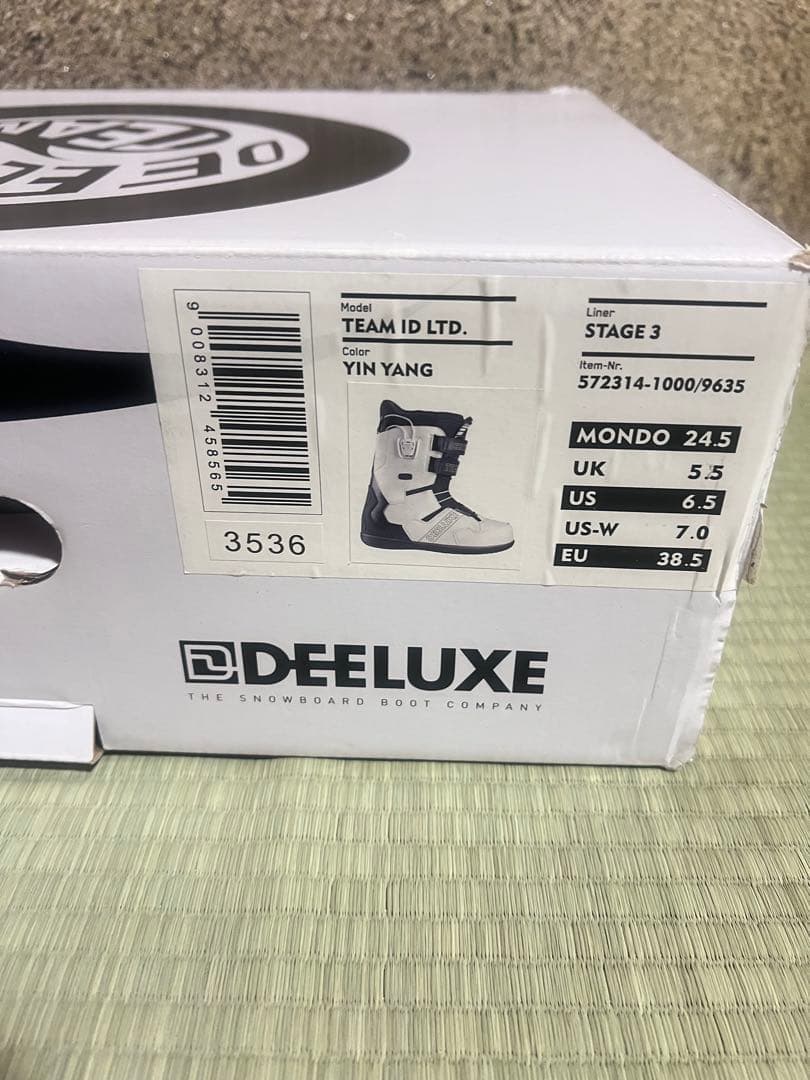 DEE
TEAM
9 008312 458565
3536
Model
TEAM ID LTD.
Color
YIN YANG
Liner
STAGE 3
Item-Nr.
572314-1000/9635
MONDO 24.5
UK 5.5
US 6.5
US-W 7.0
EU 38.5
DEELUXE
THE SNOWBOARD BOOT COMPANY